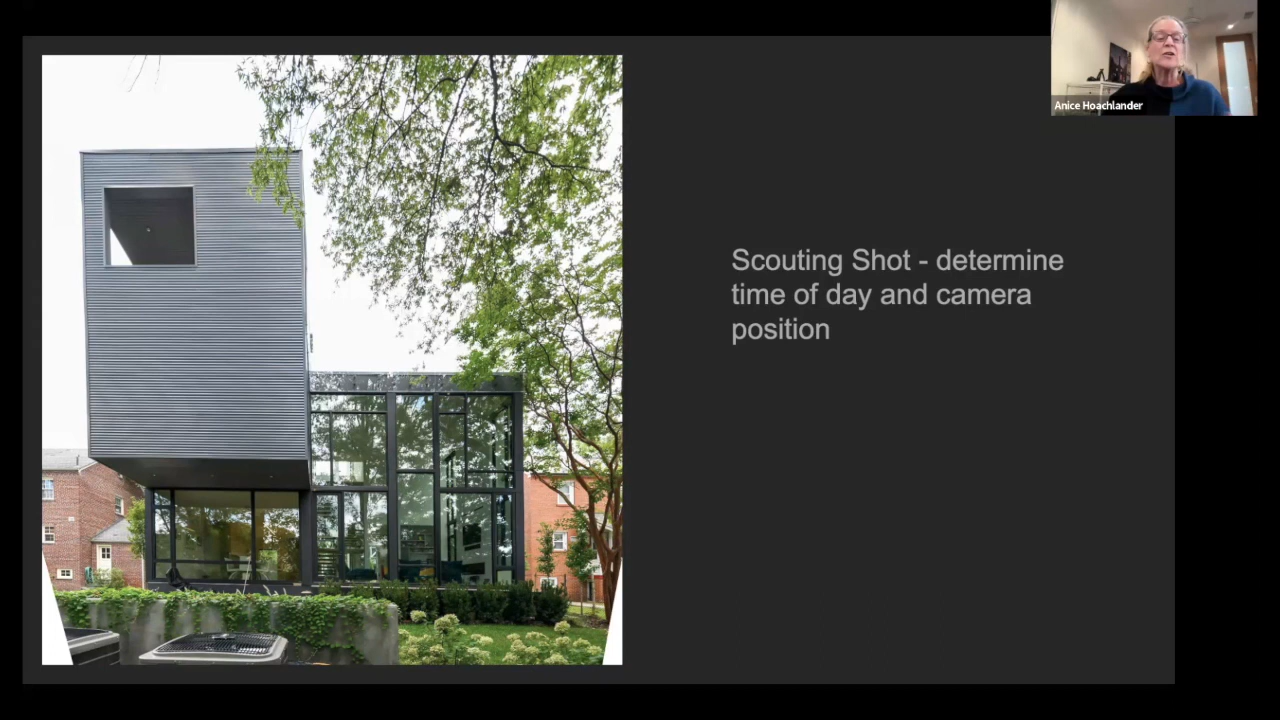 Anice Hoachlander
Scouting Shot - determine
time of day and camera
position